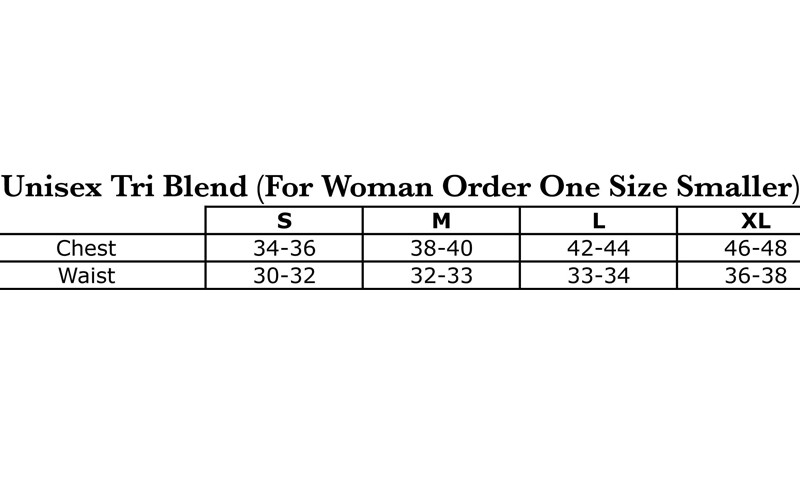 Unisex Tri Blend (For Woman Order One Size Smaller)
S M L XL
Chest 34-36 38-40 42-44 46-48
Waist 30-32 32-33 33-34 36-38